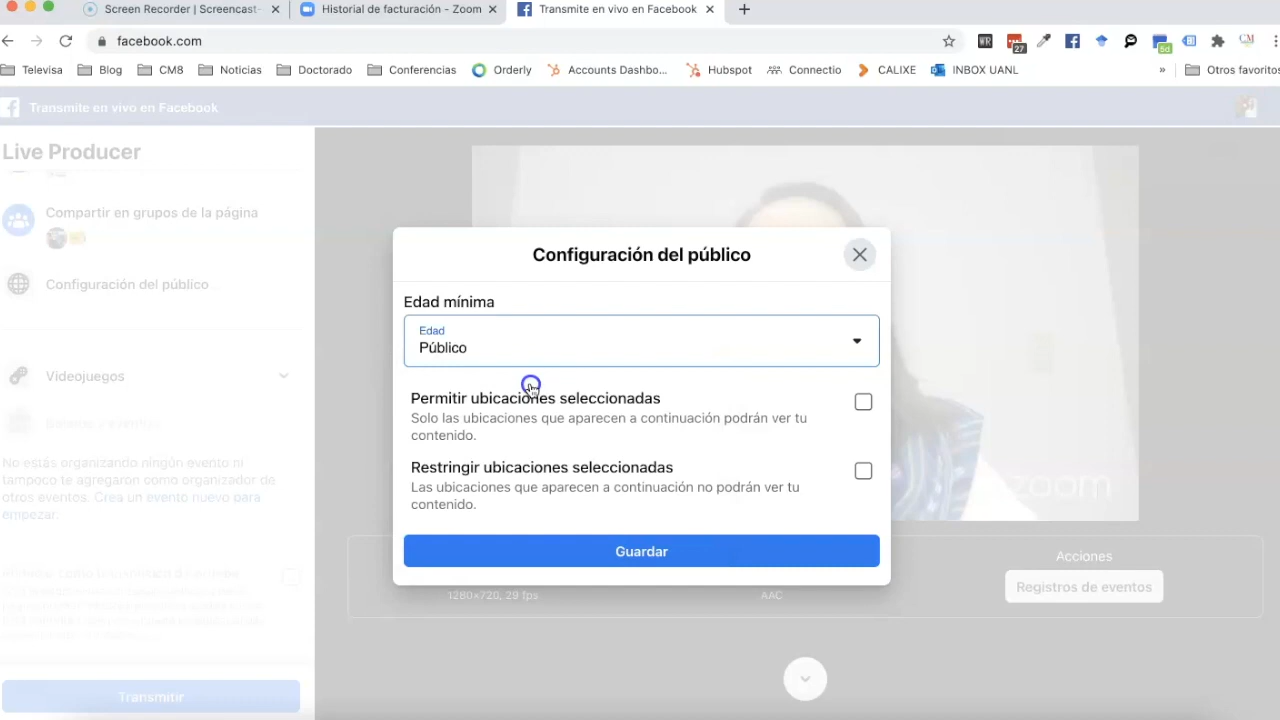 Screen Recorder | Screencast-
Historial de facturación - Zoom
Transmite en vivo en Facebook
facebook.com
WR
27
6d
CM
Televisa
Blog
CM8
Noticias
Doctorado
Conferencias
Orderly
Accounts Dashbo...
Hubspot
Connectio
CALIXE
INBOX UANL
»
Otros favoritos
Transmite en vivo en Facebook
Live Producer
Compartir en grupos de la página
Configuración del público
Videojuegos
No estás organizando ningún evento ni
tampoco te agregaron como organizador de
otros eventos. Crea un evento nuevo para
empezar.
Transmitir
Configuración del público
Edad mínima
Edad
Público
Permitir ubicaciones seleccionadas
Solo las ubicaciones que aparecen a continuación podrán ver tu
contenido.
Restringir ubicaciones seleccionadas
Las ubicaciones que aparecen a continuación no podrán ver tu
contenido.
Guardar
zoom
1280×720, 29 fps
AAC
Acciones
Registros de eventos